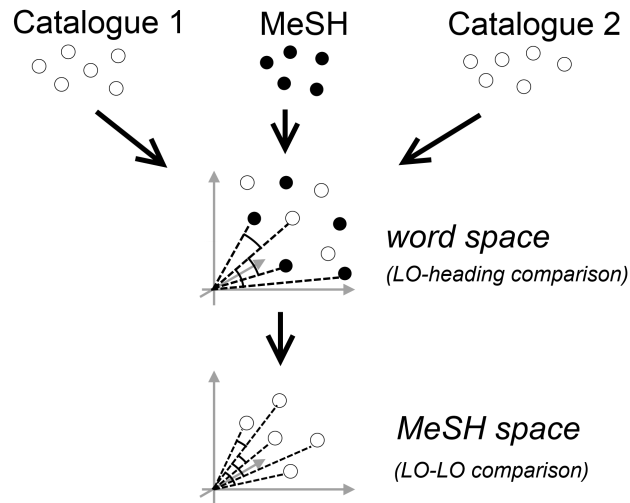 Catalogue 1
MeSH
Catalogue 2
word space
(LO-heading comparison)
MeSH space
(LO-LO comparison)